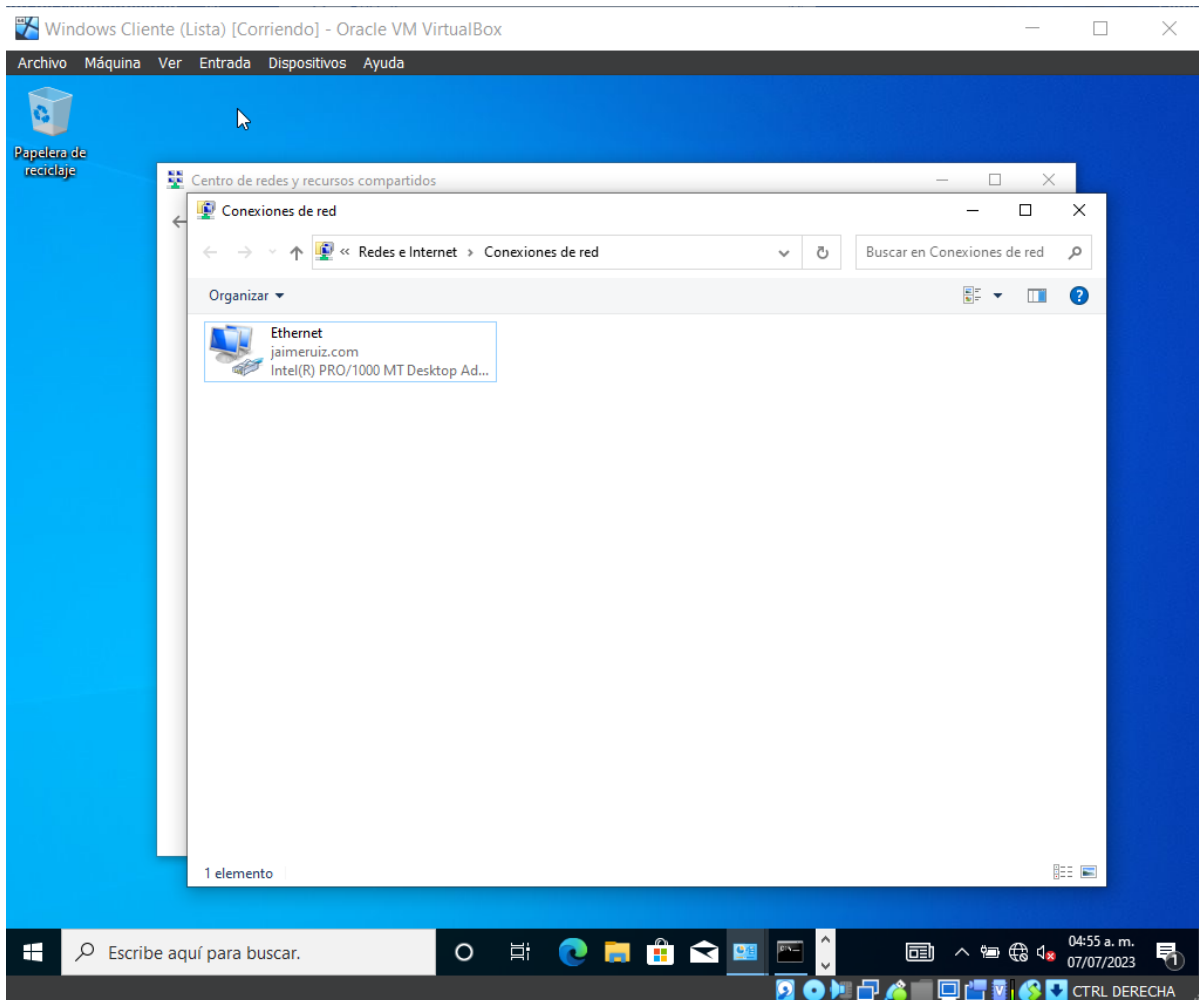 Windows Cliente (Lista) [Corriendo] - Oracle VM VirtualBox
Archivo Máquina Ver Entrada Dispositivos Ayuda
Papelera de
reciclaje
Centro de redes y recursos compartidos
Conexiones de red
« Redes e Internet › Conexiones de red
Buscar en Conexiones de red
Organizar
Ethernet
jaimeruiz.com
Intel(R) PRO/1000 MT Desktop Ad...
1 elemento
Escribe aquí para buscar.
04:55 a. m.
07/07/2023
1
CTRL DERECHA